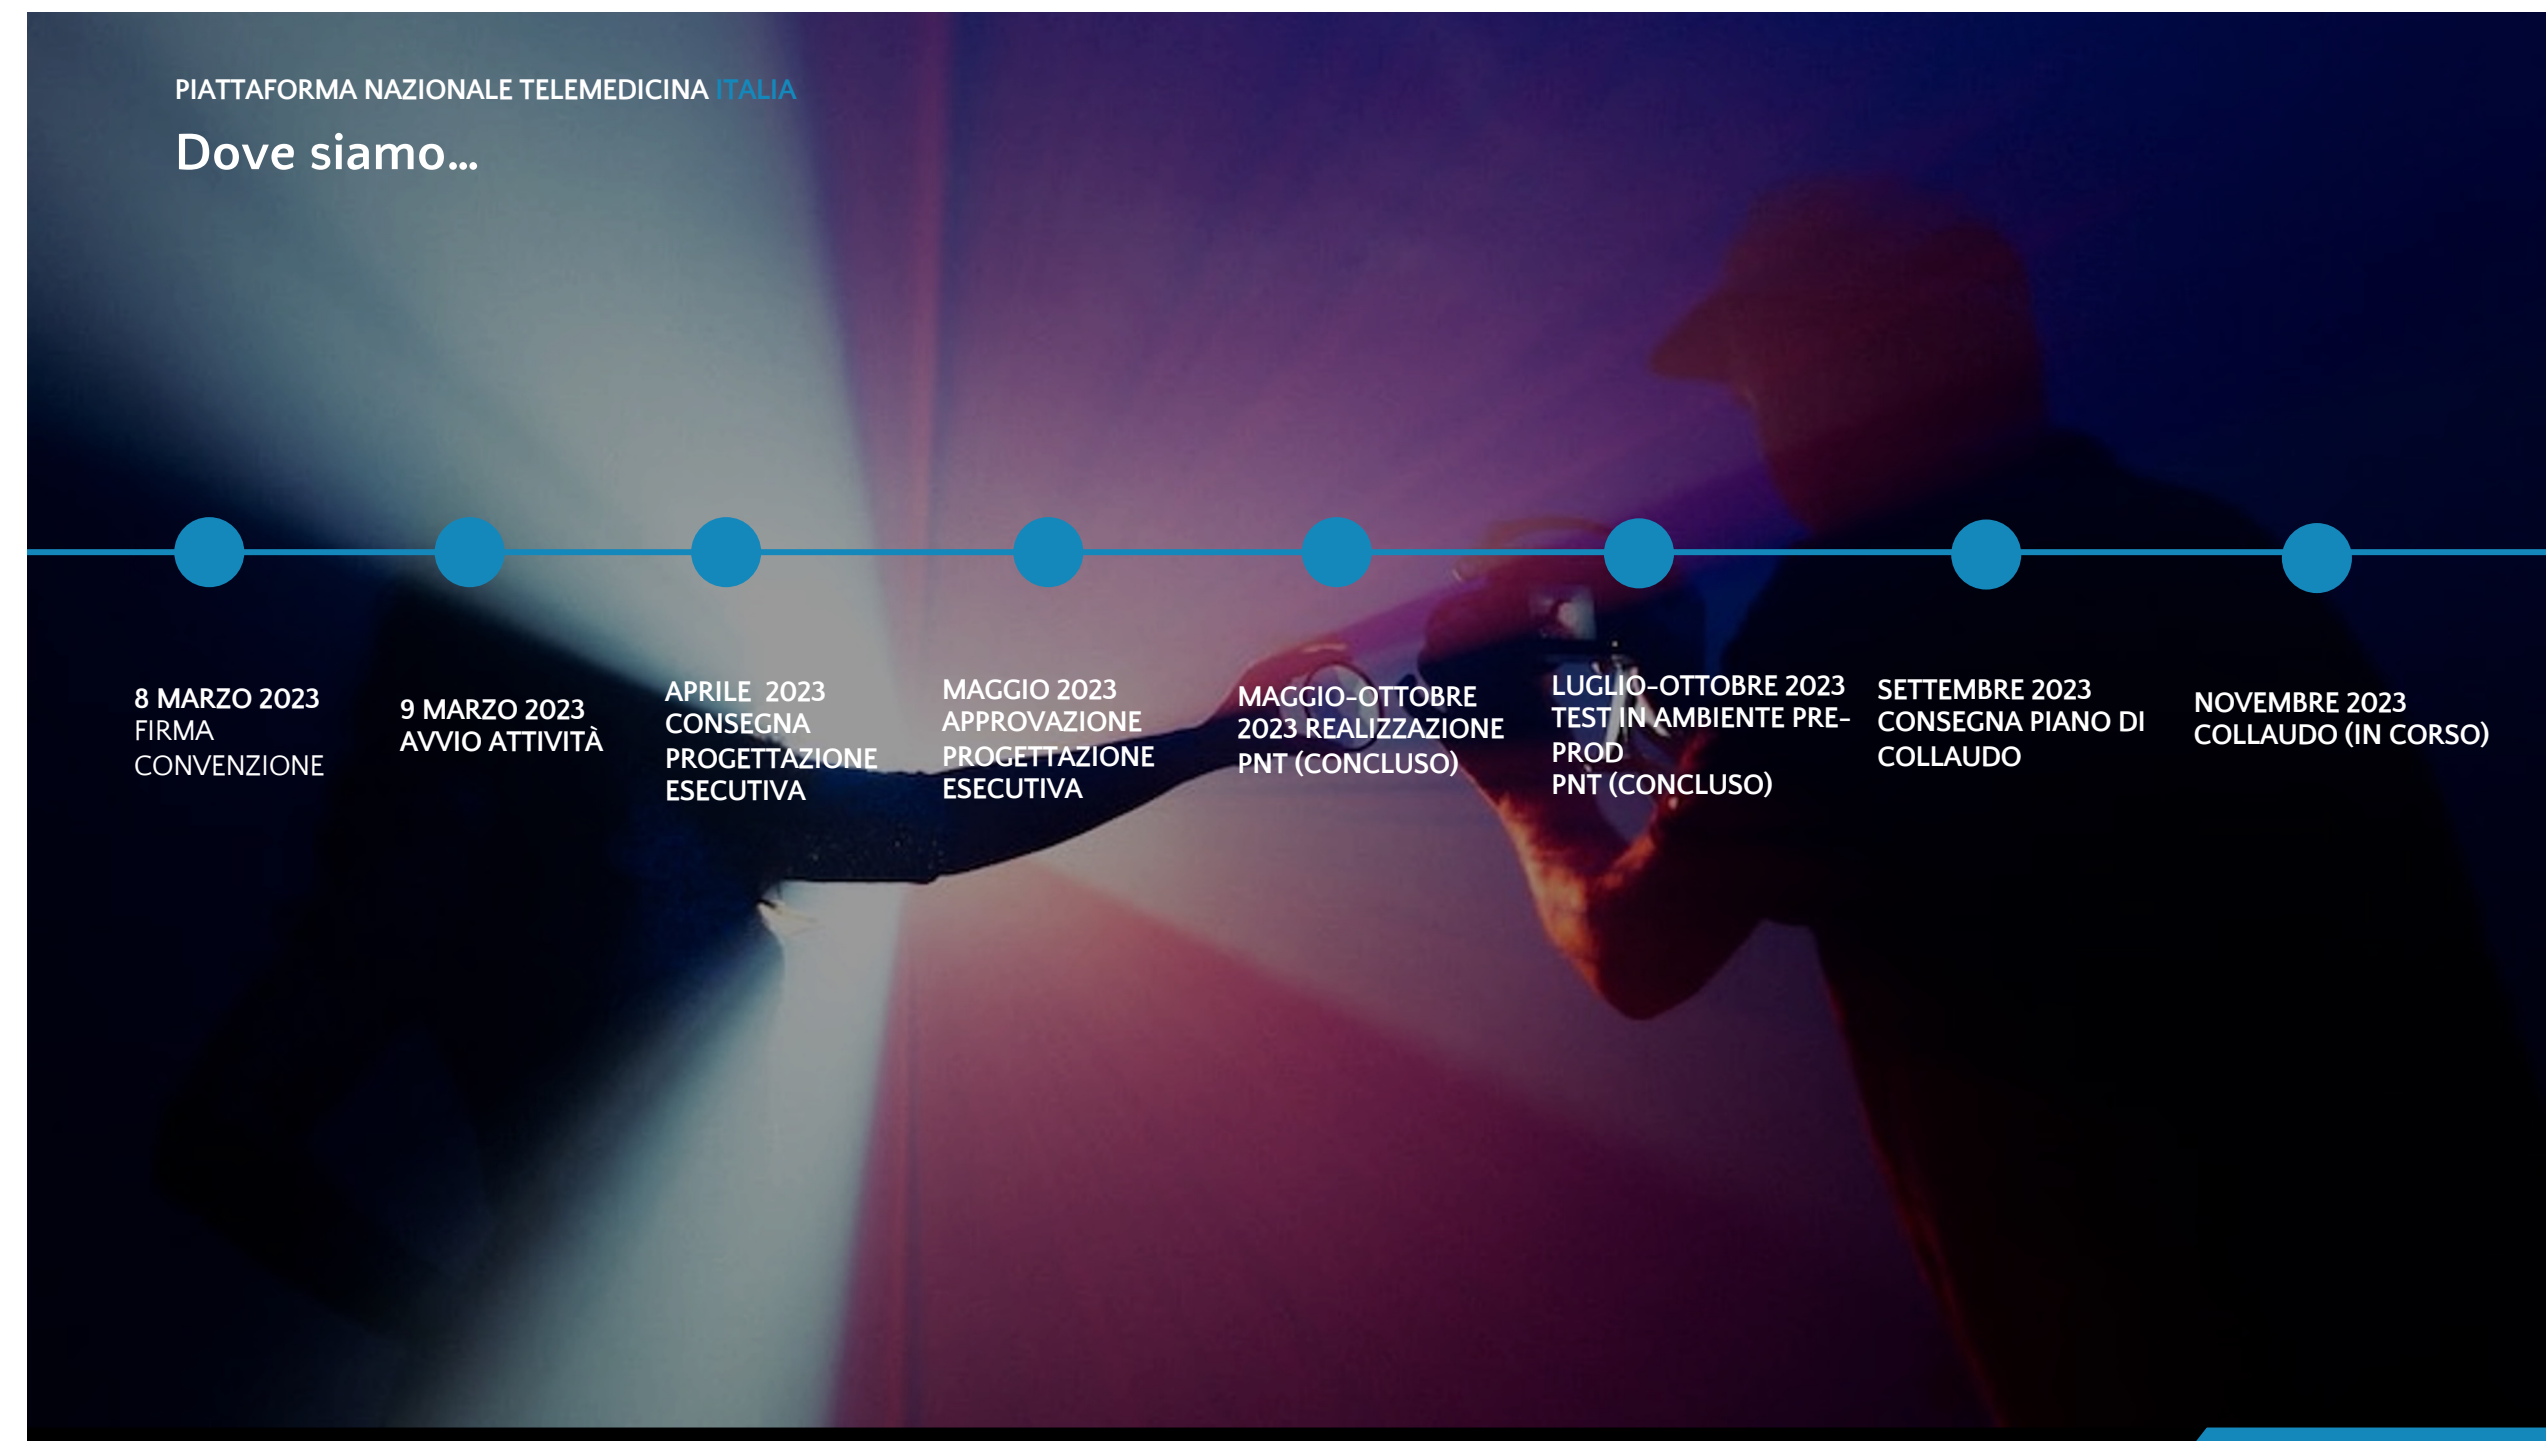 PIATTAFORMA NAZIONALE TELEMEDICINA ITALIA
Dove siamo...
8 MARZO 2023
FIRMA
CONVENZIONE
9 MARZO 2023
AVVIO ATTIVITÀ
APRILE 2023
CONSEGNA
PROGETTAZIONE
ESECUTIVA
MAGGIO 2023
APPROVAZIONE
PROGETTAZIONE
ESECUTIVA
MAGGIO-OTTOBRE
2023 REALIZZAZIONE
PNT (CONCLUSO)
LUGLIO-OTTOBRE 2023
TEST IN AMBIENTE PRE-
PROD
PNT (CONCLUSO)
SETTEMBRE 2023
CONSEGNA PIANO DI
COLLAUDO
NOVEMBRE 2023
COLLAUDO (IN CORSO)